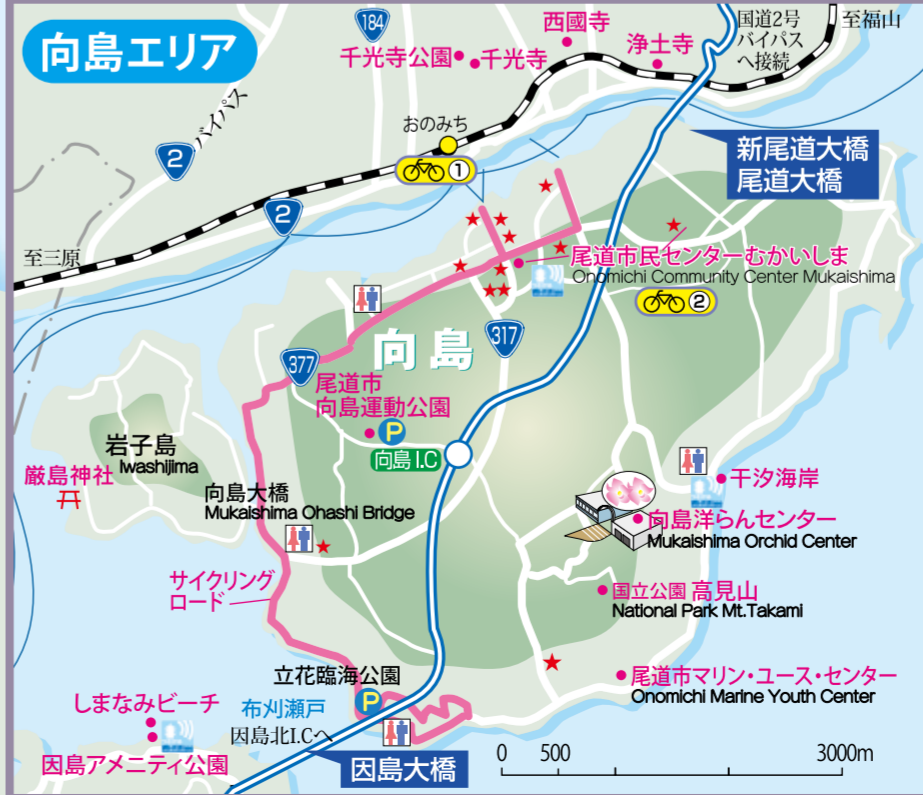 向島エリア
184
西國寺
千光寺公園
千光寺
浄土寺
国道2号
バイパス
へ接続
至福山
バイパス
2
おのみち
①
2
至三原
新尾道大橋
尾道大橋
尾道市民センターむかいしま
Onomichi Community Center Mukaishima
②
317
向島
377
尾道市
向島運動公園
P
向島I.C
岩子島
Iwashijima
厳島神社
向島大橋
Mukaishima Ohashi Bridge
干汐海岸
向島洋らんセンター
Mukaishima Orchid Center
サイクリング
ロード
国立公園 高見山
National Park Mt.Takami
立花臨海公園
P
尾道市マリン・ユース・センター
Onomichi Marine Youth Center
しまなみビーチ
布刈瀬戸
因島北I.Cへ
因島アメニティ公園
因島大橋
0 500 3000m